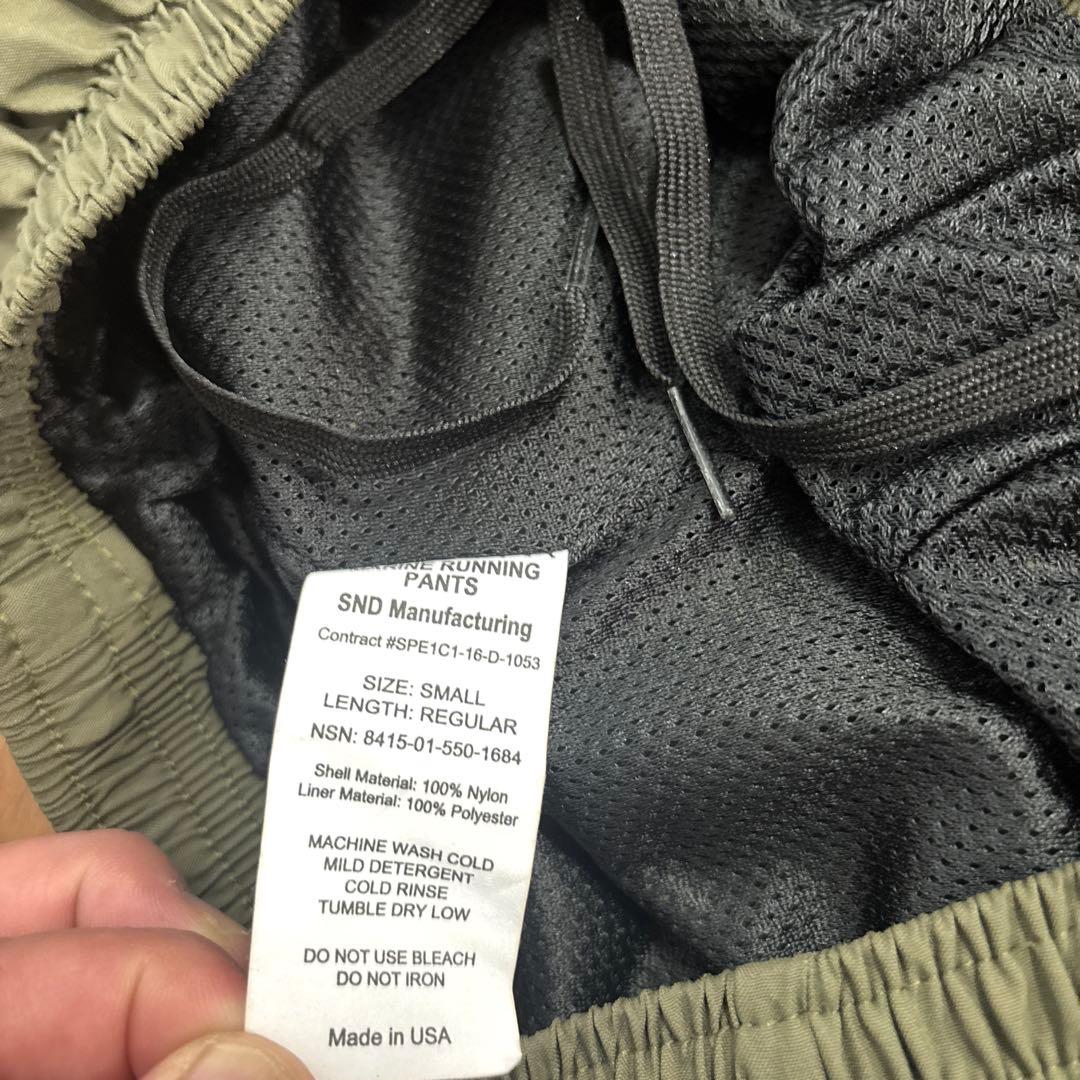 RUNNING
PANTS
SND Manufacturing
Contract #SPE1C1-16-D-1053
SIZE: SMALL
LENGTH: REGULAR
NSN: 8415-01-550-1684
Shell Material: 100% Nylon
Liner Material: 100% Polyester
MACHINE WASH COLD
MILD DETERGENT
COLD RINSE
TUMBLE DRY LOW
DO NOT USE BLEACH
DO NOT IRON
Made in USA